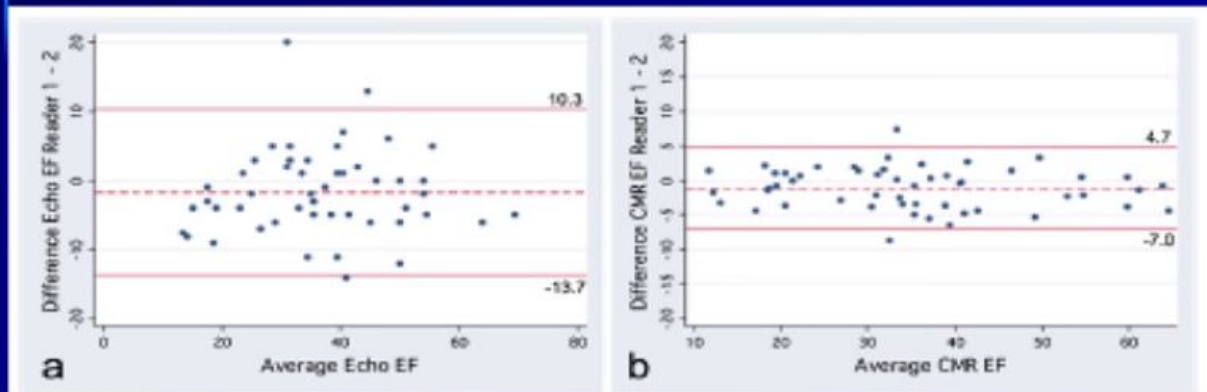 Difference Echo EF Reader 1 - 2
20
10
0
-10
-20
10.3
-13.7
0 20 40 60 80
Average Echo EF
a
Difference CMR EF Reader 1 - 2
20
15
10
5
0
-5
-10
-15
-20
4.7
-7.0
10 20 30 40 50 60
Average CMR EF
b